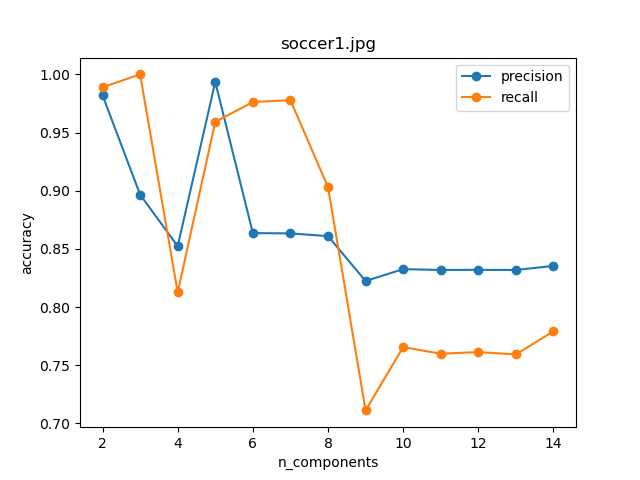 soccer1.jpg
precision
recall
accuracy
1.00
0.95
0.90
0.85
0.80
0.75
0.70
2 4 6 8 10 12 14
n_components